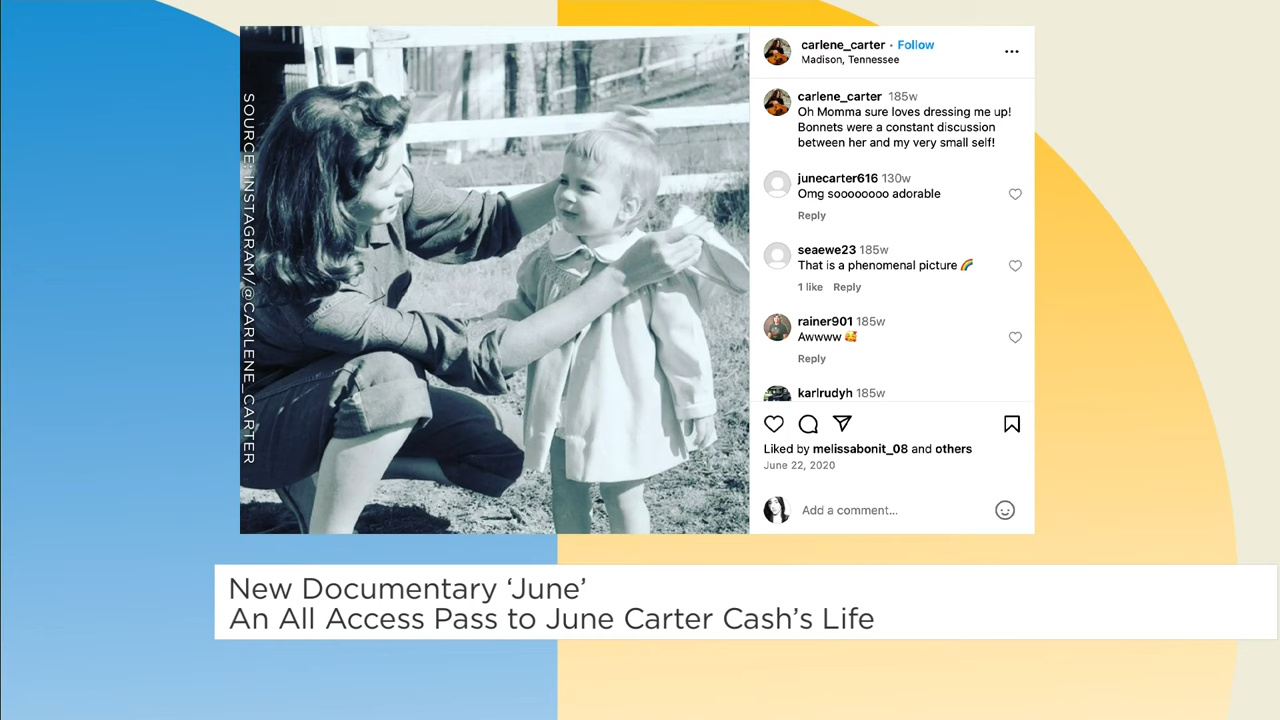 SOURCE: INSTAGRAM/@CARLENE_CARTER
carlene_carter • Follow
Madison, Tennessee
carlene_carter 185w
Oh Momma sure loves dressing me up!
Bonnets were a constant discussion
between her and my very small self!
junecarter616 130w
Omg soooooooo adorable
Reply
seaewe23 185w
That is a phenomenal picture 🌈
1 like Reply
rainer901 185w
Awwww 🥰
Reply
karlrudyh 185w
Liked by melissabonit_08 and others
June 22, 2020
Add a comment...
New Documentary ‘June’
An All Access Pass to June Carter Cash’s Life